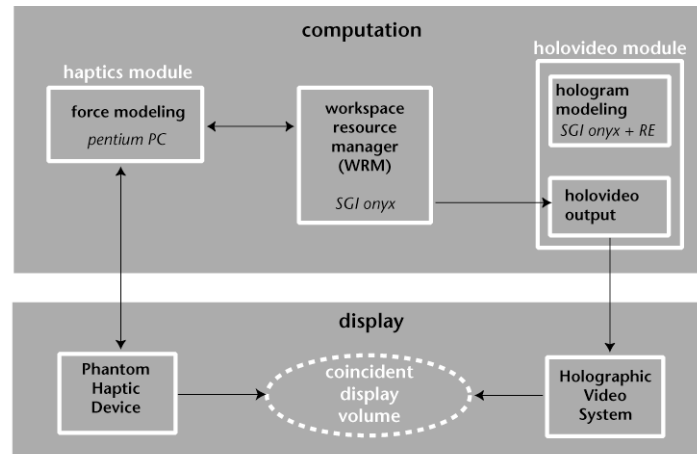 computation
haptics module
force modeling
pentium PC
workspace
resource
manager
(WRM)
SGI onyx
holovideo module
hologram
modeling
SGI onyx + RE
holovideo
output
display
Phantom
Haptic
Device
coincident
display
volume
Holographic
Video
System